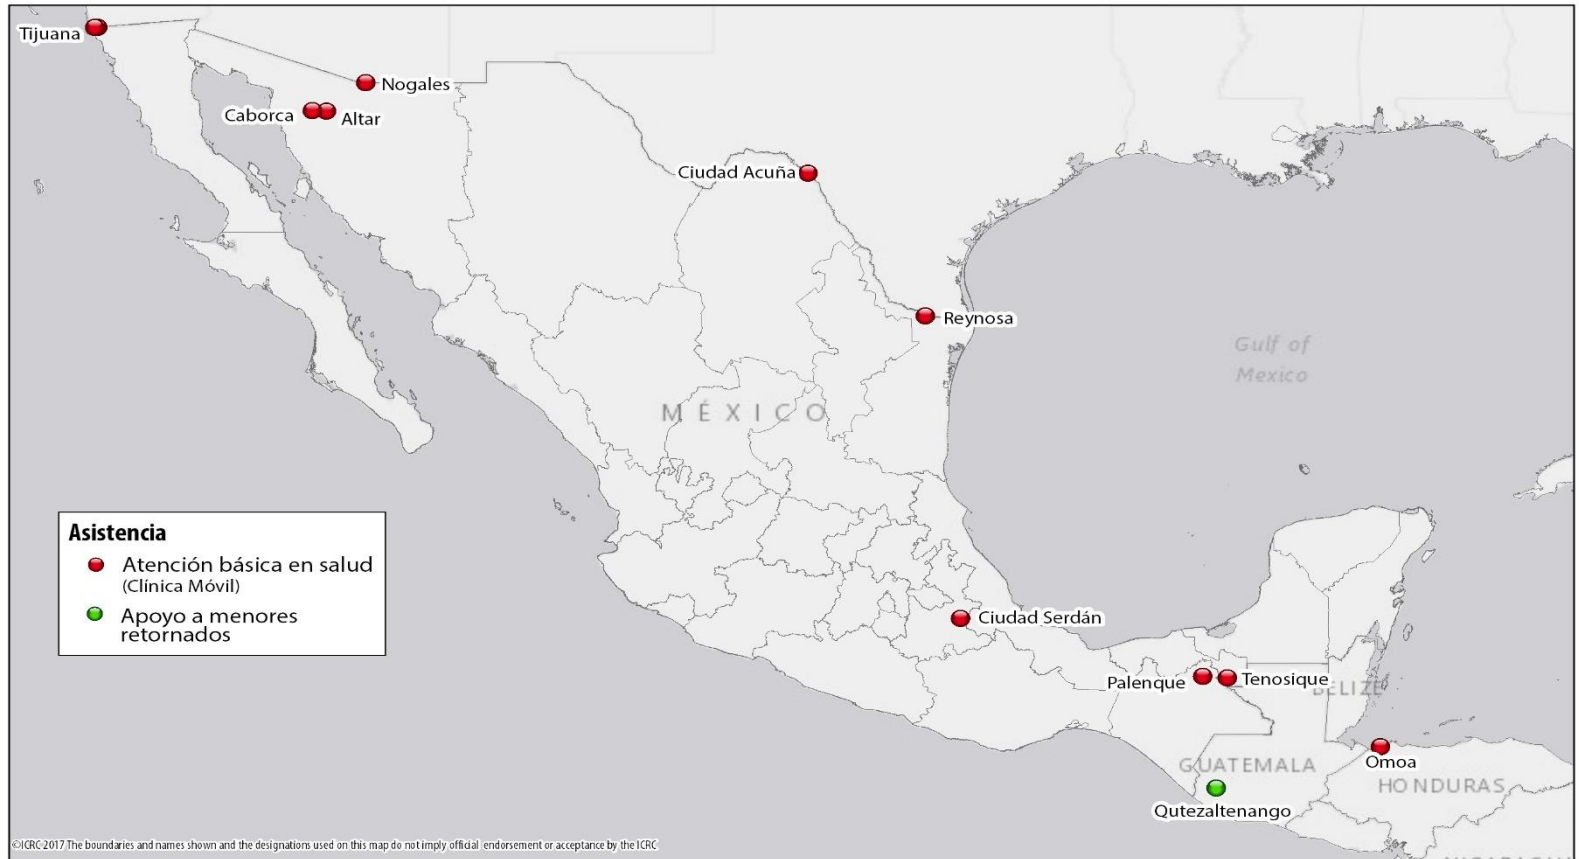 Tijuana
Nogales
Caborca
Altar
Ciudad Acuña
Reynosa
Gulf of
Mexico
MÉXICO
Asistencia
Atención básica en salud
(Clínica Móvil)
Apoyo a menores
retornados
Ciudad Serdán
Palenque
Tenosique
BELIZE
GUATEMALA
Omoa
HONDURAS
Qutezaltenango
©ICRC-2017 The boundaries and names shown and the designations used on this map do not imply official endorsement or acceptance by the ICRC